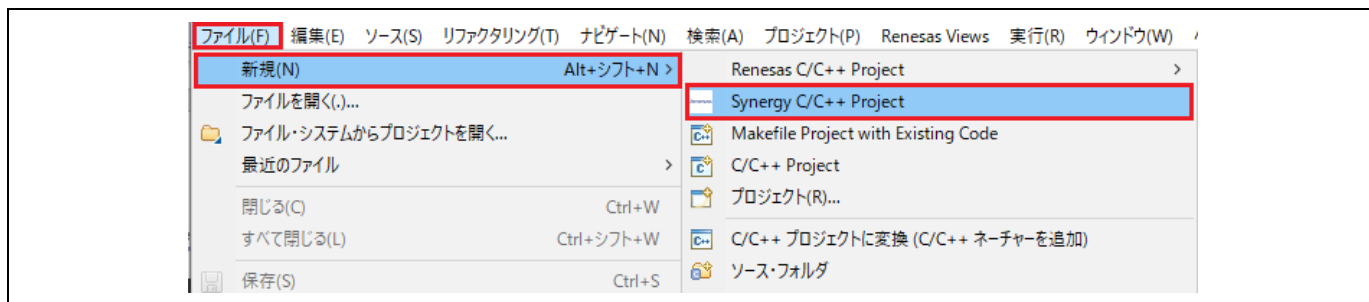 ファイル(F) 編集(E) ソース(S) リファクタリング(T) ナビゲート(N) 検索(A) プロジェクト(P) Renesas Views 実行(R) ウィンドウ(W)
新規(N) Alt+シフト+N >
ファイルを開く(.)...
ファイル・システムからプロジェクトを開く...
最近のファイル >
閉じる(C) Ctrl+W
すべて閉じる(L) Ctrl+シフト+W
保存(S) Ctrl+S
Renesas C/C++ Project >
Synergy C/C++ Project
Makefile Project with Existing Code
C/C++ Project
プロジェクト(R)...
C/C++ プロジェクトに変換 (C/C++ ネーチャーを追加)
ソース・フォルダ